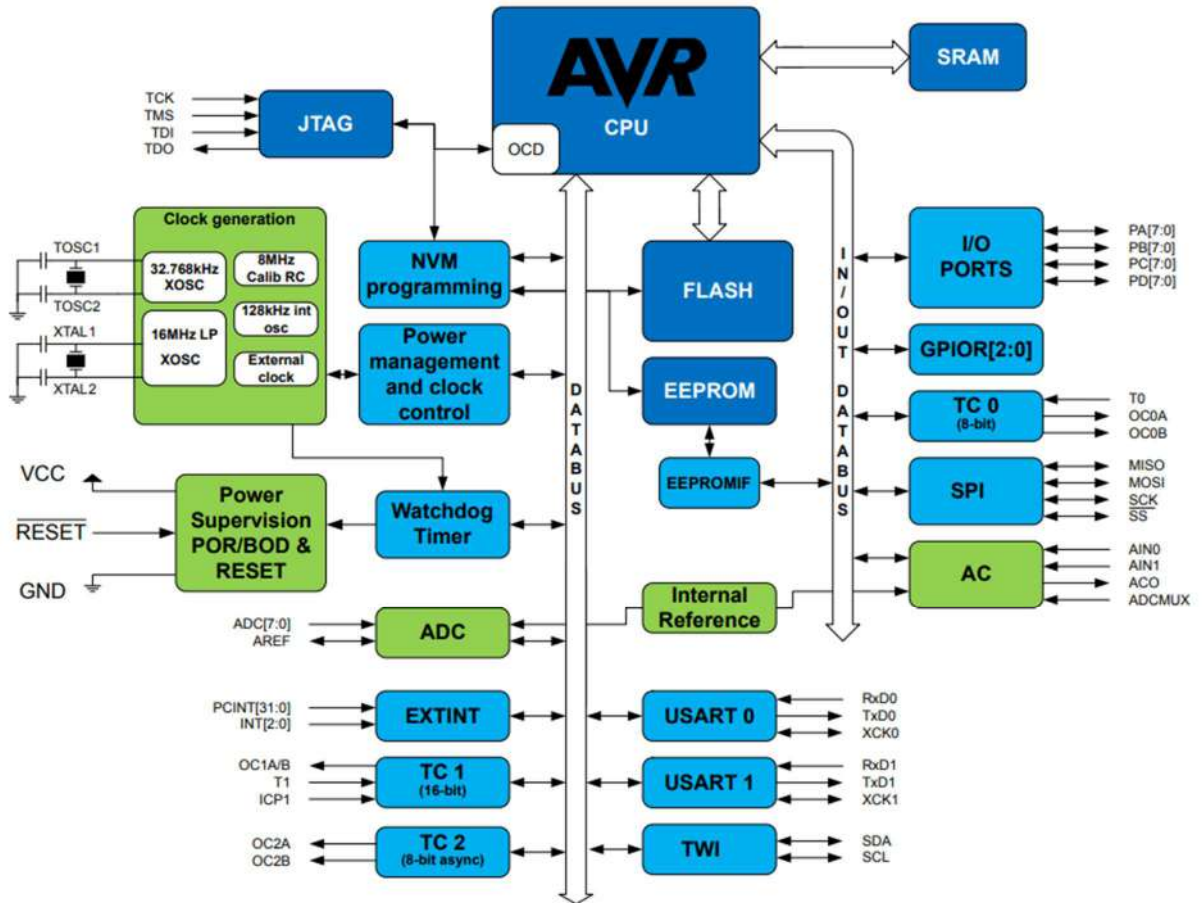 AVR
CPU
OCD
SRAM
TCK
TMS
TDI
TDO
JTAG
Clock generation
TOSC1
TOSC2
XTAL1
XTAL2
32.768kHz
XOSC
8MHz
Calib RC
16MHz LP
XOSC
128kHz int
osc
External
clock
NVM
programming
Power
management
and clock
control
FLASH
EEPROM
EEPROMIF
DATABUS
IN/OUT DATABUS
I/O
PORTS
PA[7:0]
PB[7:0]
PC[7:0]
PD[7:0]
GPIOR[2:0]
TC 0
(8-bit)
T0
OC0A
OC0B
SPI
MISO
MOSI
SCK
SS
AC
AIN0
AIN1
ACO
ADCMUX
VCC
RESET
GND
Power
Supervision
POR/BOD &
RESET
Watchdog
Timer
Internal
Reference
ADC[7:0]
AREF
ADC
PCINT[31:0]
INT[2:0]
EXTINT
USART 0
RxD0
TxD0
XCK0
OC1A/B
T1
ICP1
TC 1
(16-bit)
USART 1
RxD1
TxD1
XCK1
OC2A
OC2B
TC 2
(8-bit async)
TWI
SDA
SCL